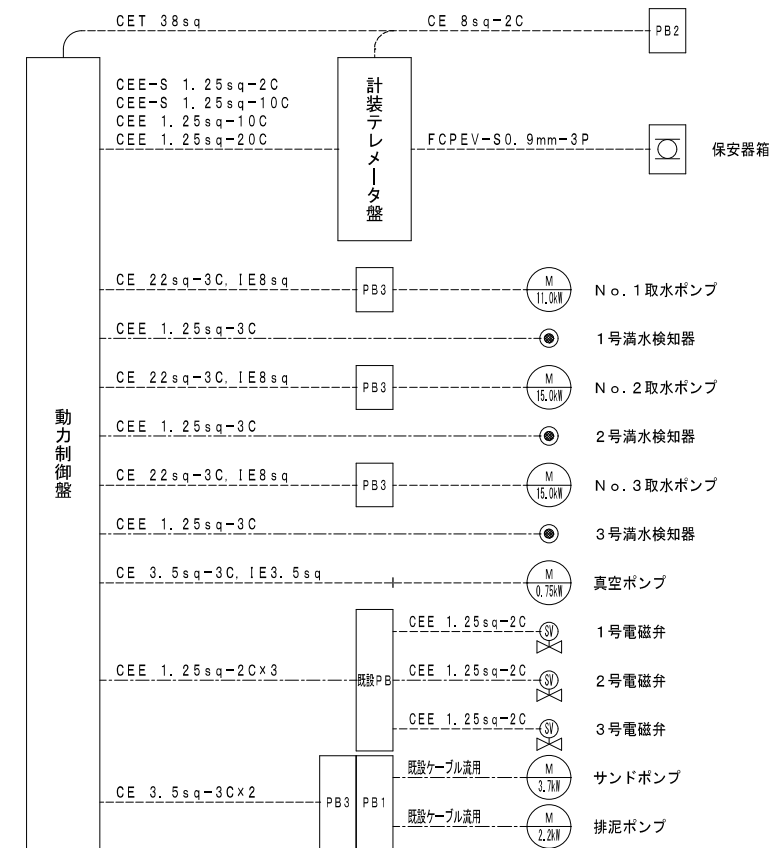 CET 38sq
CE 8sq-2C
PB2
CEE-S 1.25sq-2C
CEE-S 1.25sq-10C
CEE 1.25sq-10C
CEE 1.25sq-20C
計装テレメータ盤
FCPEV-S0.9mm-3P
保安器箱
動力制御盤
CE 22sq-3C, IE8sq
PB3
M
11.0kW
No.1取水ポンプ
CEE 1.25sq-3C
1号満水検知器
CE 22sq-3C, IE8sq
PB3
M
15.0kW
No.2取水ポンプ
CEE 1.25sq-3C
2号満水検知器
CE 22sq-3C, IE8sq
PB3
M
15.0kW
No.3取水ポンプ
CEE 1.25sq-3C
3号満水検知器
CE 3.5sq-3C, IE3.5sq
M
0.75kW
真空ポンプ
CEE 1.25sq-2C×3
既設PB
CEE 1.25sq-2C
SV
1号電磁弁
CEE 1.25sq-2C
SV
2号電磁弁
CEE 1.25sq-2C
SV
3号電磁弁
CE 3.5sq-3C×2
PB3
PB1
既設ケーブル流用
M
3.7kW
サンドポンプ
既設ケーブル流用
M
2.2kW
排泥ポンプ